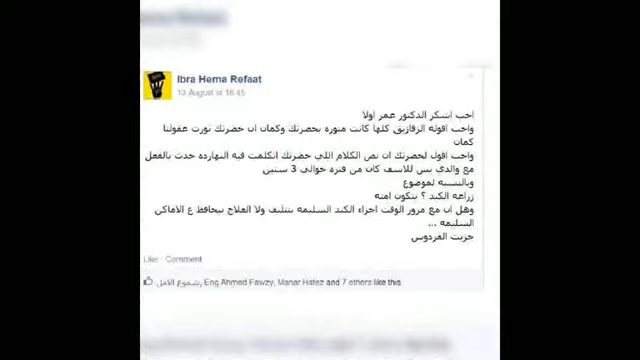 Ibra Hema Refaat
13 August at 16:45
احب اشكر الدكتور عمر اولا
واحب اقوله الزقازيق كلها كانت منوره بحضرتك وكمان ان حضرتك نورت عقولنا
كمان
واحب اقول لحضرتك ان نص الكلام اللي حضرتك اتكلمت فيه النهارده حدث بالفعل
مع والدي بس للاسف كان من فتره حوالى 3 سنين
وبالنسبه لموضوع
زراعه الكبد ؟ بتكون امته
وهل ان مع مرور الوقت اجزاء الكبد السليمه بتتليف ولا العلاج بيحافظ ع الاماكن
السليمه ...
جزيت الفردوس
Like · Comment
شموع الامل, Eng Ahmed Fawzy, Manar Hafez and 7 others like this.